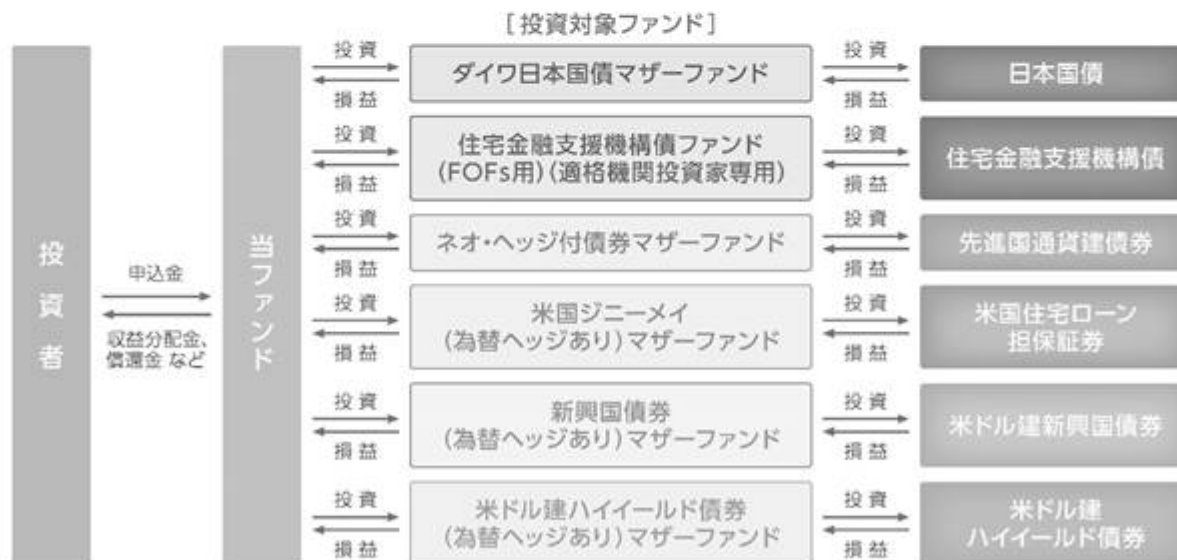 [投資対象ファンド]
投資者
申込金
収益分配金、
償還金 など
当ファンド
投資
損益
ダイワ日本国債マザーファンド
投資
損益
日本国債
投資
損益
住宅金融支援機構債ファンド
(FOFs用)(適格機関投資家専用)
投資
損益
住宅金融支援機構債
投資
損益
ネオ・ヘッジ付債券マザーファンド
投資
損益
先進国通貨建債券
投資
損益
米国ジニーメイ
(為替ヘッジあり)マザーファンド
投資
損益
米国住宅ローン
担保証券
投資
損益
新興国債券
(為替ヘッジあり)マザーファンド
投資
損益
米ドル建新興国債券
投資
損益
米ドル建ハイイールド債券
(為替ヘッジあり)マザーファンド
投資
損益
米ドル建
ハイイールド債券